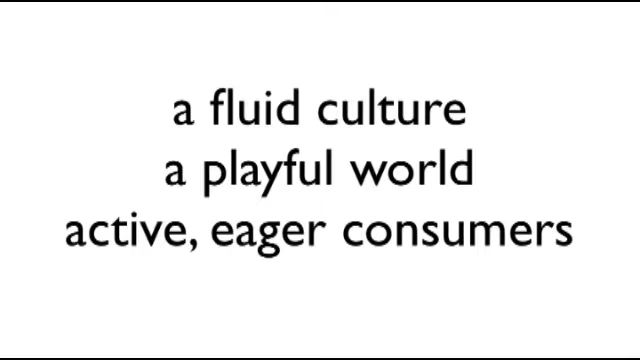 a fluid culture
a playful world
active, eager consumers